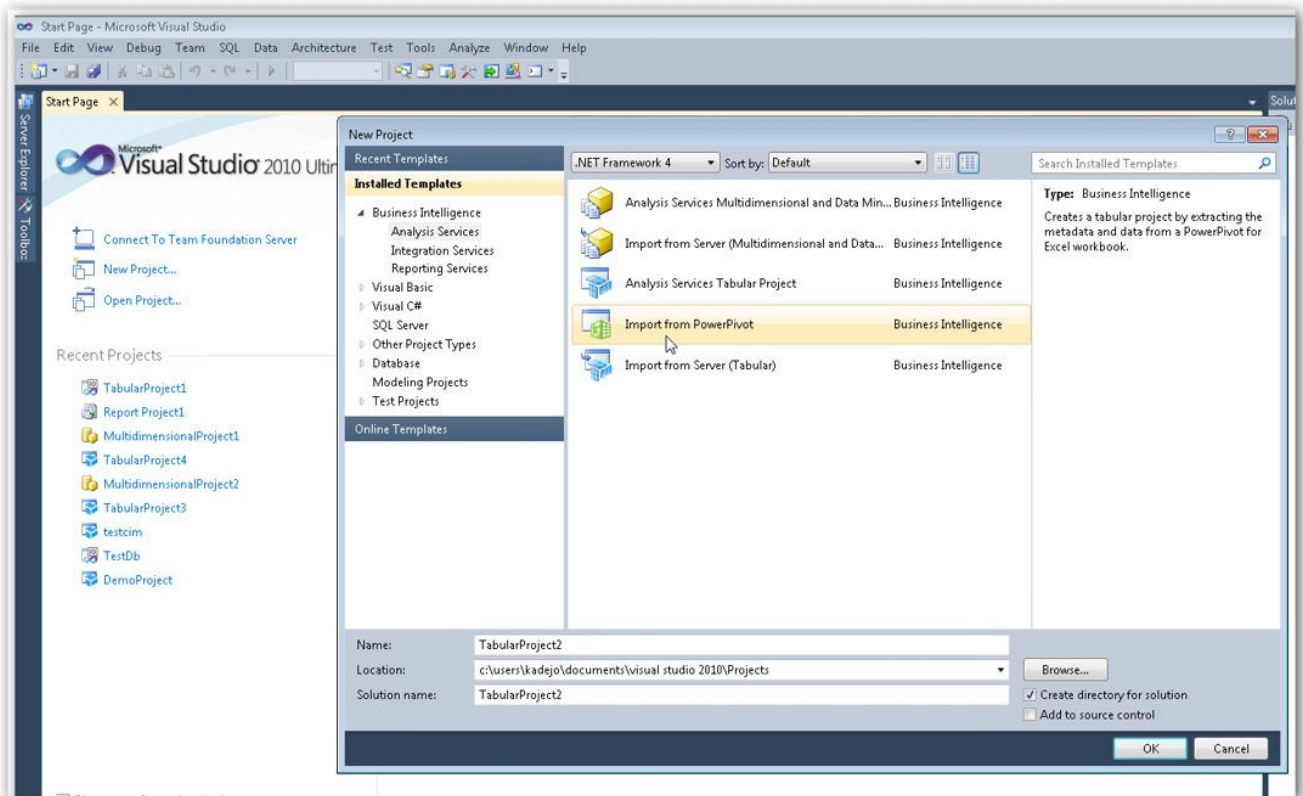 Start Page - Microsoft Visual Studio
File Edit View Debug Team SQL Data Architecture Test Tools Analyze Window Help
Start Page
Solut
Server Explorer
Toolbox
Microsoft
Visual Studio 2010 Ultim
Connect To Team Foundation Server
New Project...
Open Project...
Recent Projects
TabularProject1
Report Project1
MultidimensionalProject1
TabularProject4
MultidimensionalProject2
TabularProject3
testcim
TestDb
DemoProject
New Project
Recent Templates
Installed Templates
Business Intelligence
Analysis Services
Integration Services
Reporting Services
Visual Basic
Visual C#
SQL Server
Other Project Types
Database
Modeling Projects
Test Projects
Online Templates
.NET Framework 4 Sort by: Default
Analysis Services Multidimensional and Data Min... Business Intelligence
Import from Server (Multidimensional and Data... Business Intelligence
Analysis Services Tabular Project Business Intelligence
Import from PowerPivot Business Intelligence
Import from Server (Tabular) Business Intelligence
Search Installed Templates
Type: Business Intelligence
Creates a tabular project by extracting the
metadata and data from a PowerPivot for
Excel workbook.
Name: TabularProject2
Location: c:\users\kadejo\documents\visual studio 2010\Projects
Browse...
Solution name: TabularProject2
Create directory for solution
Add to source control
OK Cancel